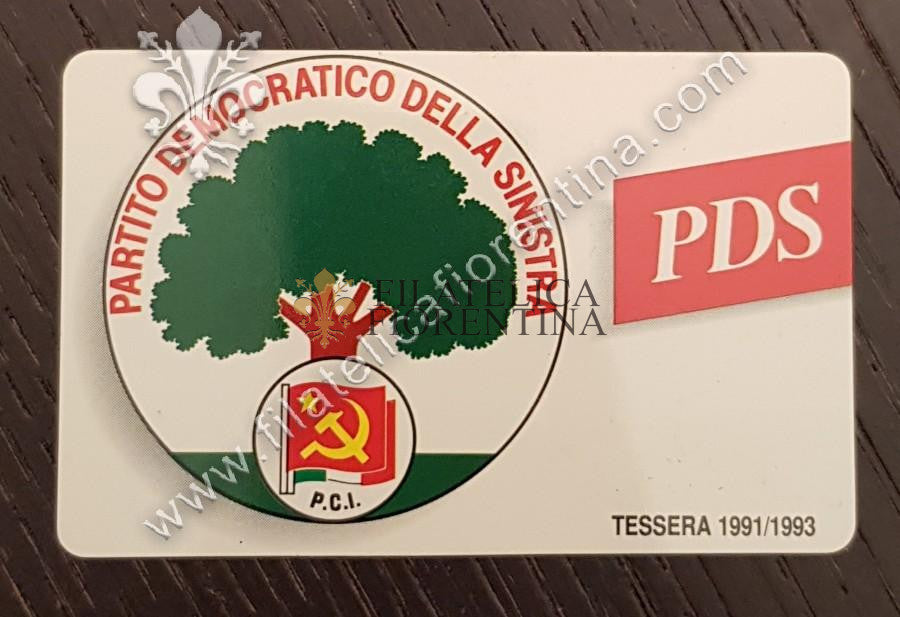 PARTITO DEMOCRATICO DELLA SINISTRA
PDS
FILATELICA
FIORENTINA
www.filatelicafiorentina.com
P.C.I.
TESSERA 1991/1993